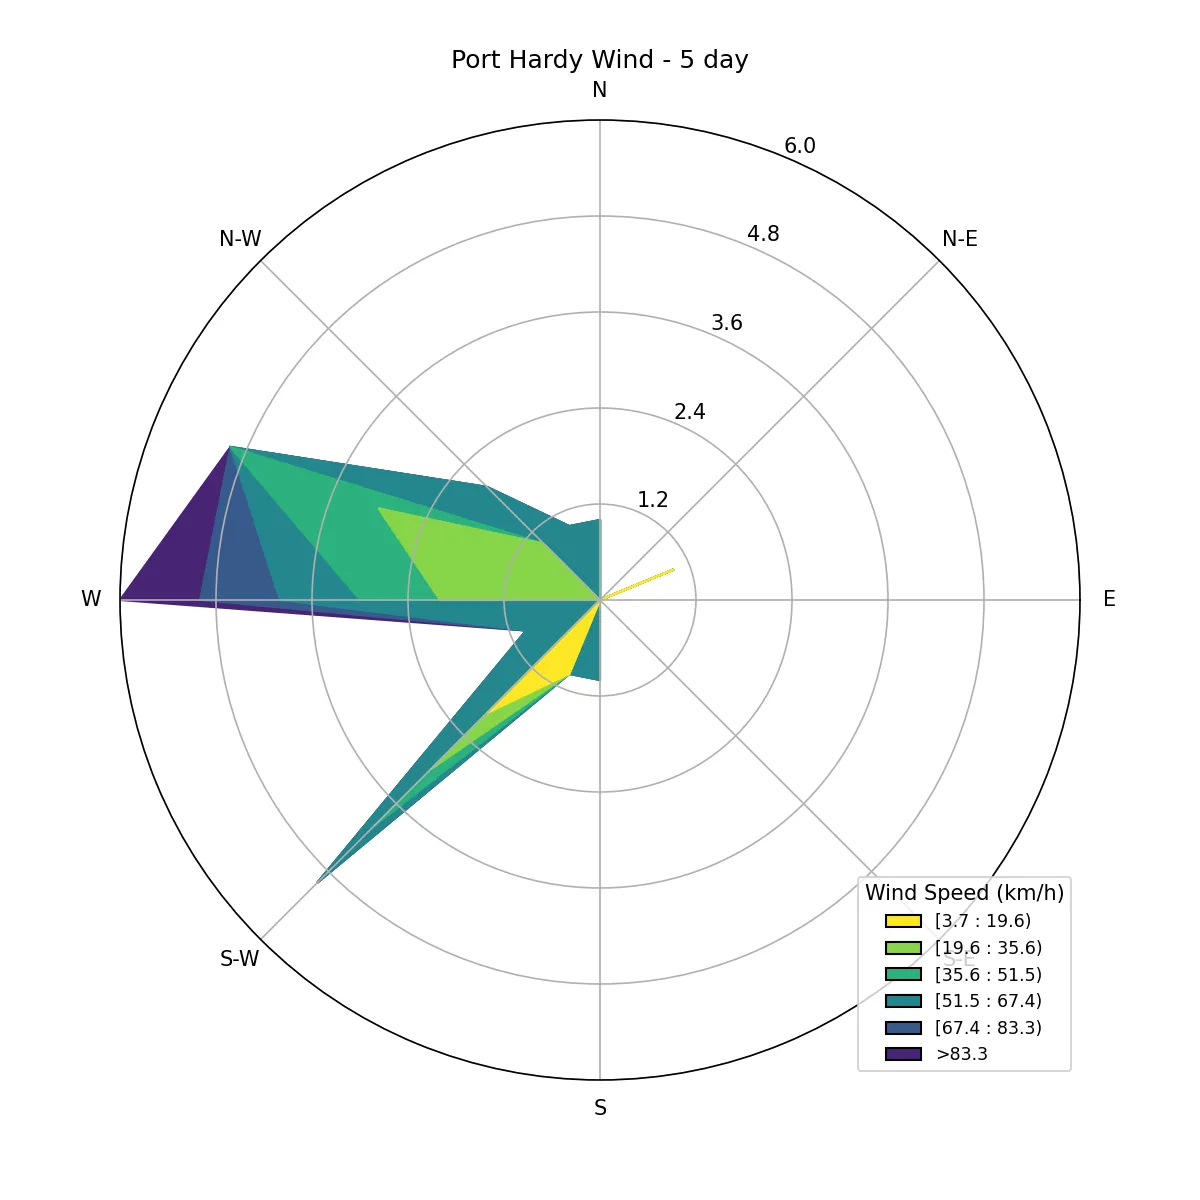 Port Hardy Wind - 5 day
N
6.0
N-W
4.8
N-E
3.6
2.4
1.2
W
E
S-W
S-E
S
Wind Speed (km/h)
[3.7 : 19.6)
[19.6 : 35.6)
[35.6 : 51.5)
[51.5 : 67.4)
[67.4 : 83.3)
>83.3